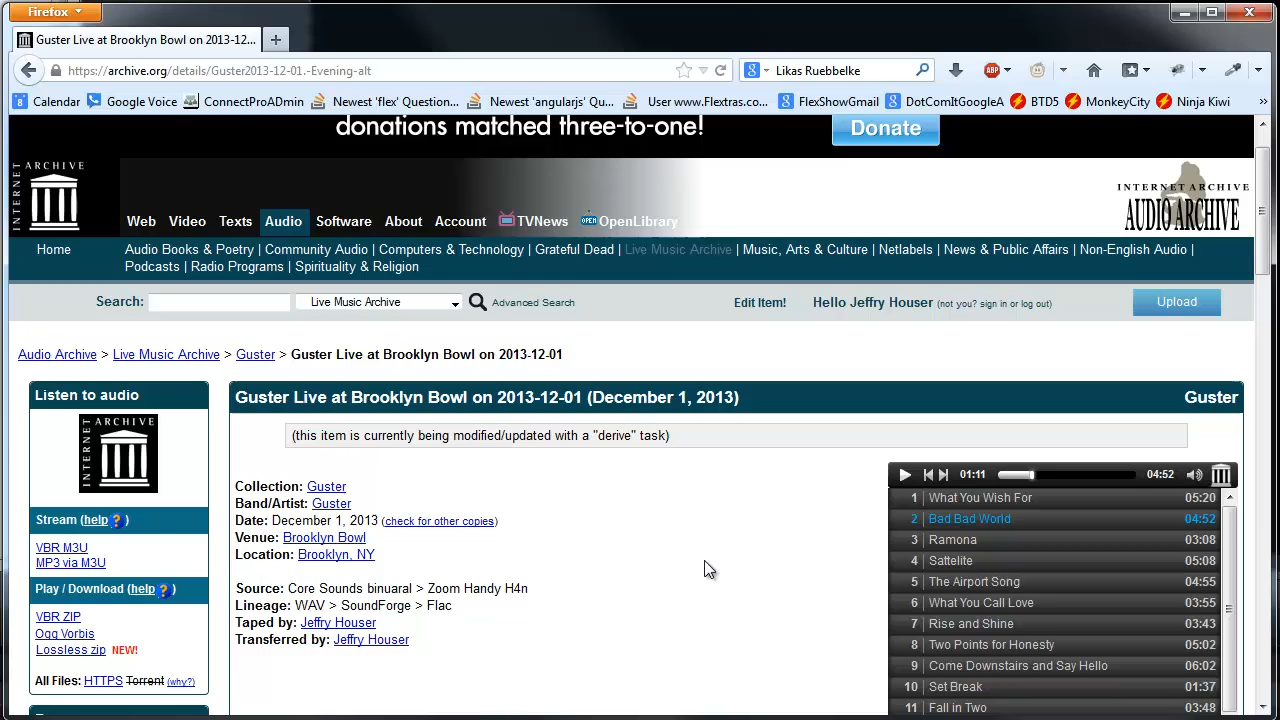 Firefox
Guster Live at Brooklyn Bowl on 2013-12...
https://archive.org/details/Guster2013-12-01.-Evening-alt
Likas Ruebbelke
Calendar Google Voice ConnectProADmin Newest 'flex' Question... Newest 'angularjs' Qu... User www.Flextras.co... FlexShowGmail DotComItGoogleA BTD5 MonkeyCity Ninja Kiwi
donations matched three-to-one!
Donate
INTERNET ARCHIVE
INTERNET ARCHIVE
AUDIO ARCHIVE
Web Video Texts Audio Software About Account TVNews OPEN OpenLibrary
Home
Audio Books & Poetry | Community Audio | Computers & Technology | Grateful Dead | Live Music Archive | Music, Arts & Culture | Netlabels | News & Public Affairs | Non-English Audio |
Podcasts | Radio Programs | Spirituality & Religion
Search: Live Music Archive Advanced Search Edit Item! Hello Jeffry Houser (not you? sign in or log out) Upload
Audio Archive > Live Music Archive > Guster > Guster Live at Brooklyn Bowl on 2013-12-01
Listen to audio
INTERNET ARCHIVE
Stream (help ?)
VBR M3U
MP3 via M3U
Play / Download (help ?)
VBR ZIP
Ogg Vorbis
Lossless zip NEW!
All Files: HTTPS Torrent (why?)
Guster Live at Brooklyn Bowl on 2013-12-01 (December 1, 2013) Guster
(this item is currently being modified/updated with a "derive" task)
Collection: Guster
Band/Artist: Guster
Date: December 1, 2013 (check for other copies)
Venue: Brooklyn Bowl
Location: Brooklyn, NY
Source: Core Sounds binuaral > Zoom Handy H4n
Lineage: WAV > SoundForge > Flac
Taped by: Jeffry Houser
Transferred by: Jeffry Houser
01:11 04:52
1 What You Wish For 05:20
2 Bad Bad World 04:52
3 Ramona 03:08
4 Sattelite 05:08
5 The Airport Song 04:55
6 What You Call Love 03:55
7 Rise and Shine 03:43
8 Two Points for Honesty 05:02
9 Come Downstairs and Say Hello 06:02
10 Set Break 01:37
11 Fall in Two 03:48